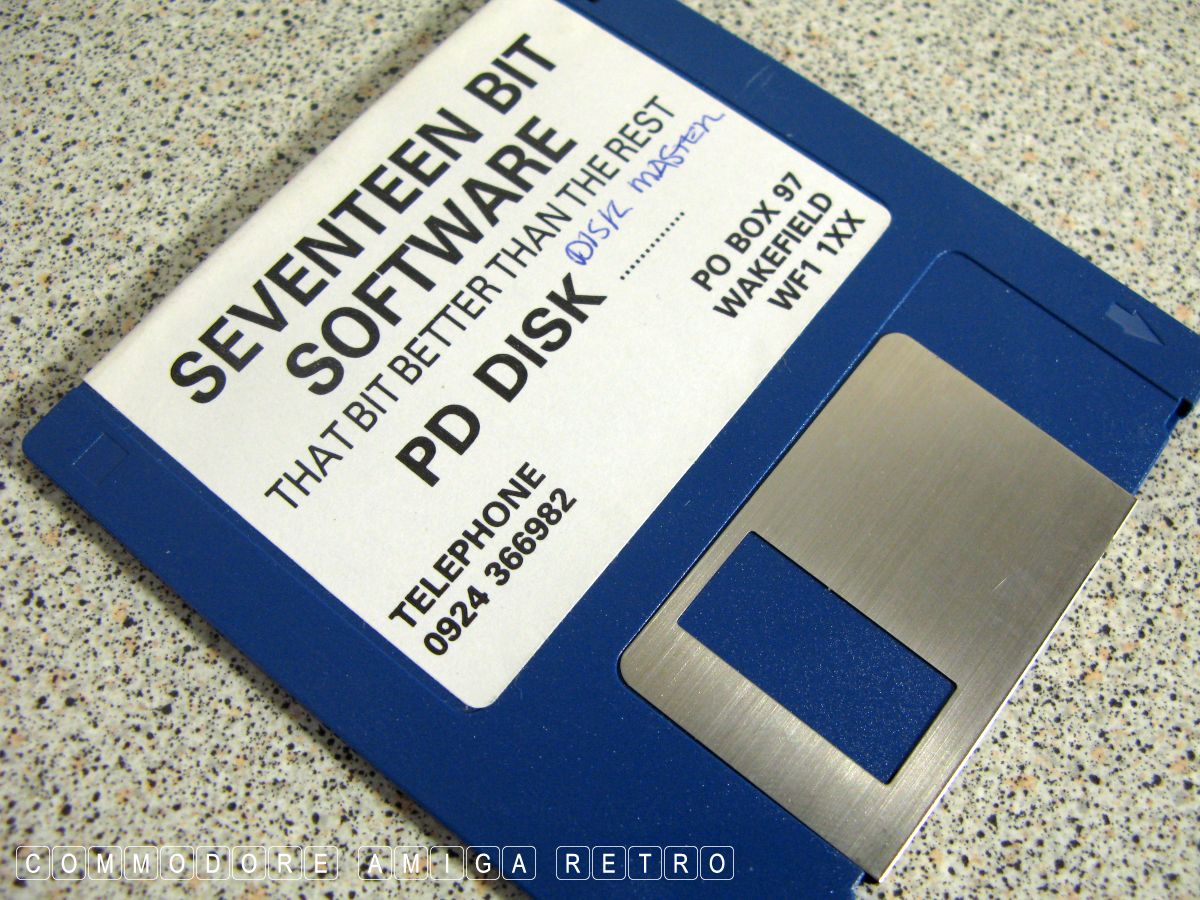 SEVENTEEN BIT
SOFTWARE
THAT BIT BETTER THAN THE REST
DISK MASTER
PD DISK ............
TELEPHONE
0924 366982
PO BOX 97
WAKEFIELD
WF1 1XX
COMMODORE AMIGA RETRO